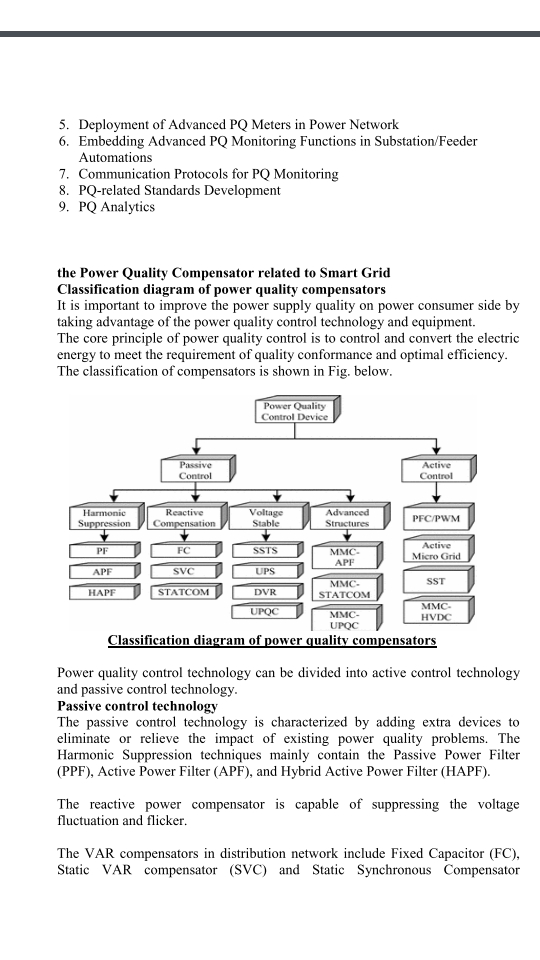 5. Deployment of Advanced PQ Meters in Power Network
6. Embedding Advanced PQ Monitoring Functions in Substation/Feeder
Automations
7. Communication Protocols for PQ Monitoring
8. PQ-related Standards Development
9. PQ Analytics
the Power Quality Compensator related to Smart Grid
Classification diagram of power quality compensators
It is important to improve the power supply quality on power consumer side by
taking advantage of the power quality control technology and equipment.
The core principle of power quality control is to control and convert the electric
energy to meet the requirement of quality conformance and optimal efficiency.
The classification of compensators is shown in Fig. below.
Power Quality
Control Device
Passive
Control
Active
Control
Harmonic
Suppression
Reactive
Compensation
Voltage
Stable
Advanced
Structures
PFC/PWM
PF
FC
SSTS
MMC-
APF
Active
Micro Grid
APF
SVC
UPS
MMC-
STATCOM
SST
HAPF
STATCOM
DVR
UPQC
MMC-
UPQC
MMC-
HVDC
Classification diagram of power quality compensators
Power quality control technology can be divided into active control technology
and passive control technology.
Passive control technology
The passive control technology is characterized by adding extra devices to
eliminate or relieve the impact of existing power quality problems. The
Harmonic Suppression techniques mainly contain the Passive Power Filter
(PPF), Active Power Filter (APF), and Hybrid Active Power Filter (HAPF).
The reactive power compensator is capable of suppressing the voltage
fluctuation and flicker.
The VAR compensators in distribution network include Fixed Capacitor (FC),
Static VAR compensator (SVC) and Static Synchronous Compensator